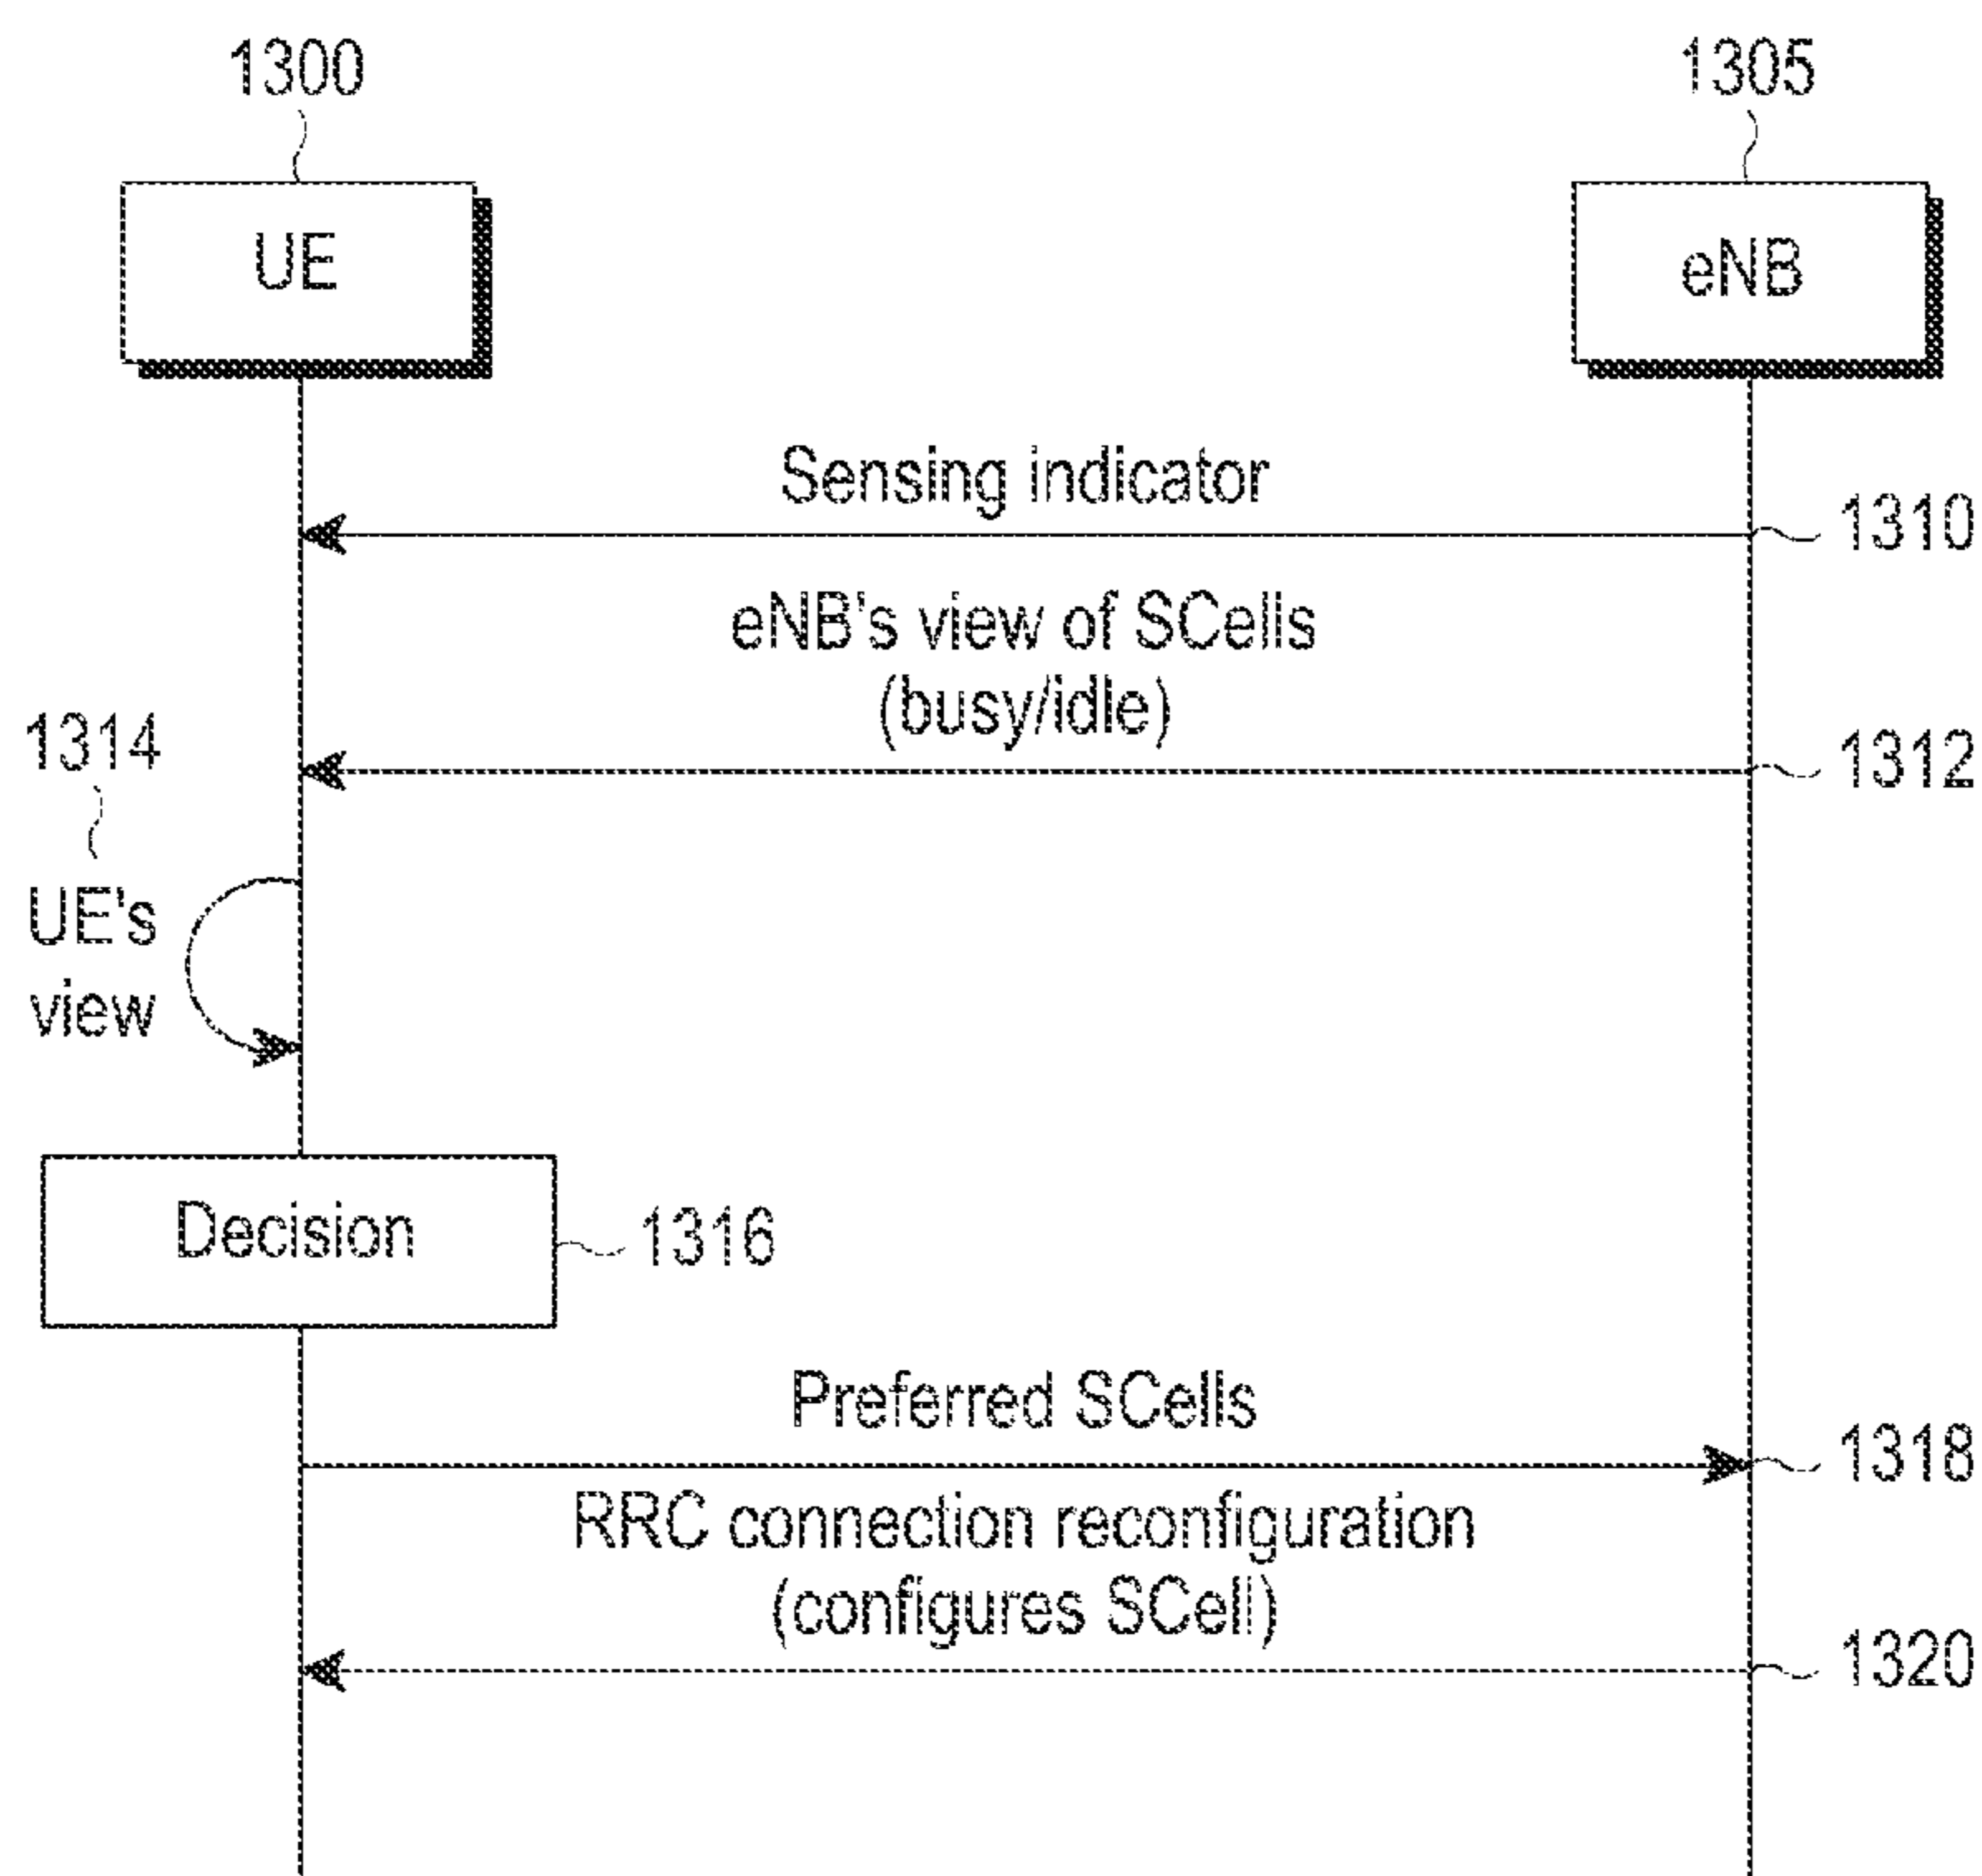 1300
1305
UE
eNB
Sensing indicator
1310
eNB's view of SCells
(busy/idle)
1312
1314
UE's
view
Decision
1316
Preferred SCells
1318
RRC connection reconfiguration
(configures SCell)
1320